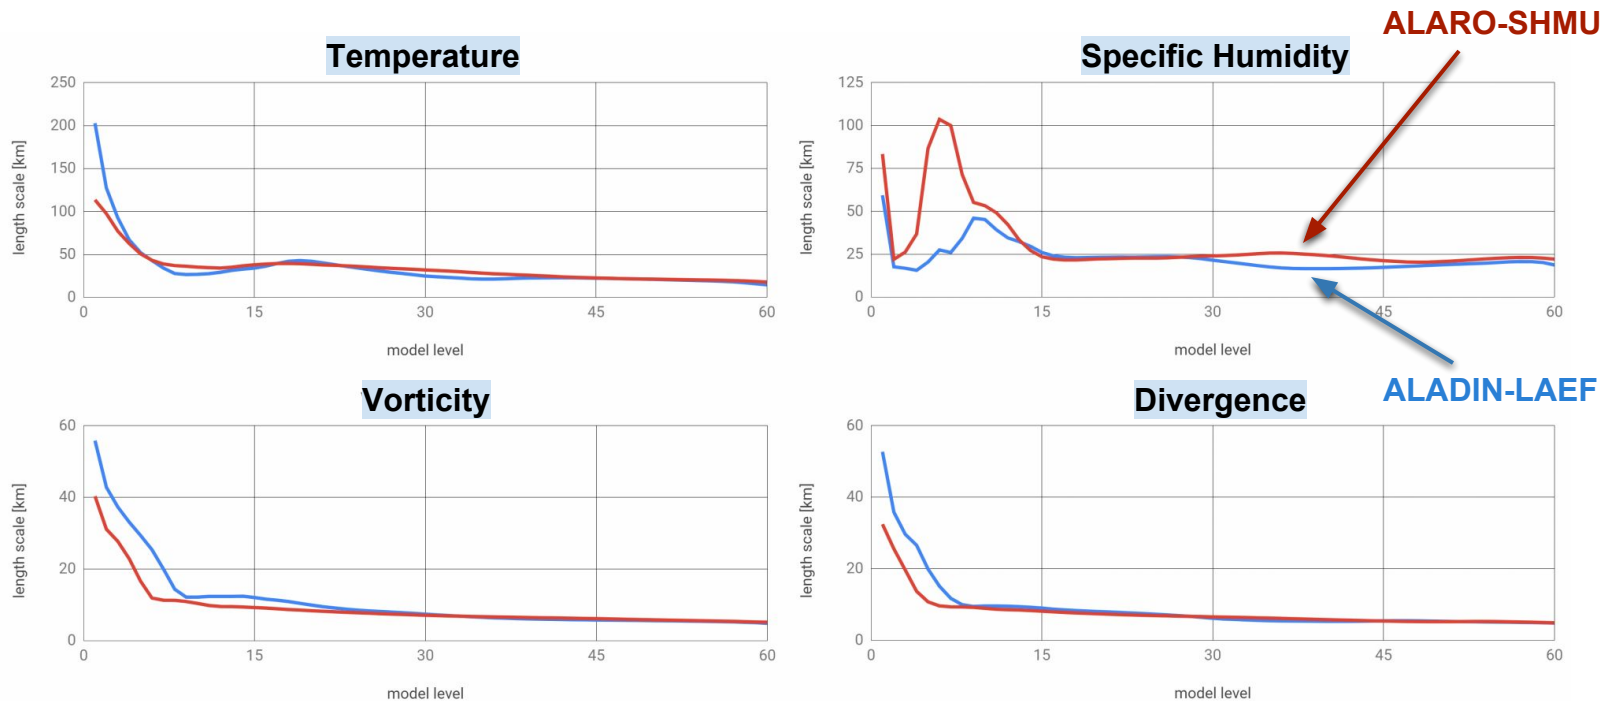 ALARO-SHMU
Temperature
250
200
150
100
50
0
length scale [km]
0 15 30 45 60
model level
Specific Humidity
125
100
75
50
25
0
length scale [km]
0 15 30 45 60
model level
ALADIN-LAEF
Vorticity
60
40
20
0
length scale [km]
0 15 30 45 60
model level
Divergence
60
40
20
0
length scale [km]
0 15 30 45 60
model level